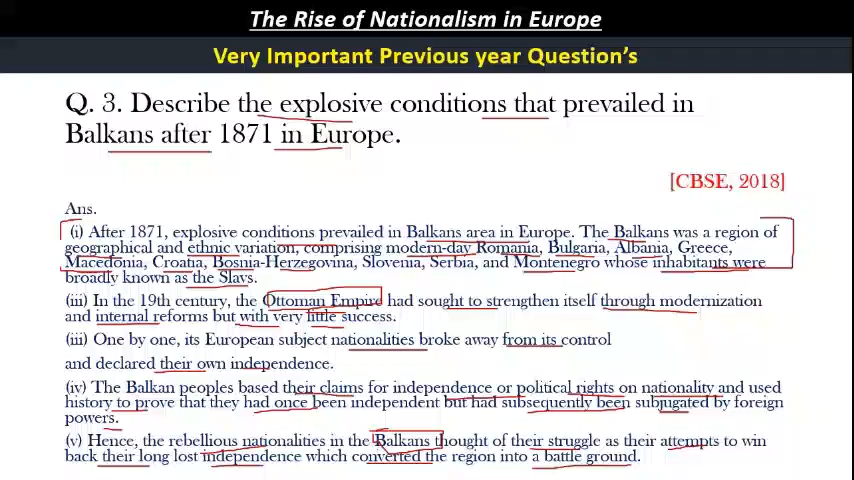 The Rise of Nationalism in Europe
Very Important Previous year Question's
Q. 3. Describe the explosive conditions that prevailed in
Balkans after 1871 in Europe.
[CBSE, 2018]
Ans.
(i) After 1871, explosive conditions prevailed in Balkans area in Europe. The Balkans was a region of
geographical and ethnic variation, comprising modern-day Romania, Bulgaria, Albania, Greece,
Macedonia, Croatia, Bosnia-Herzegovina, Slovenia, Serbia, and Montenegro whose inhabitants were
broadly known as the Slavs.
(iii) In the 19th century, the Ottoman Empire had sought to strengthen itself through modernization
and internal reforms but with very little success.
(iii) One by one, its European subject nationalities broke away from its control
and declared their own independence.
(iv) The Balkan peoples based their claims for independence or political rights on nationality and used
history to prove that they had once been independent but had subsequently been subjugated by foreign
powers.
(v) Hence, the rebellious nationalities in the Balkans thought of their struggle as their attempts to win
back their long lost independence which converted the region into a battle ground.